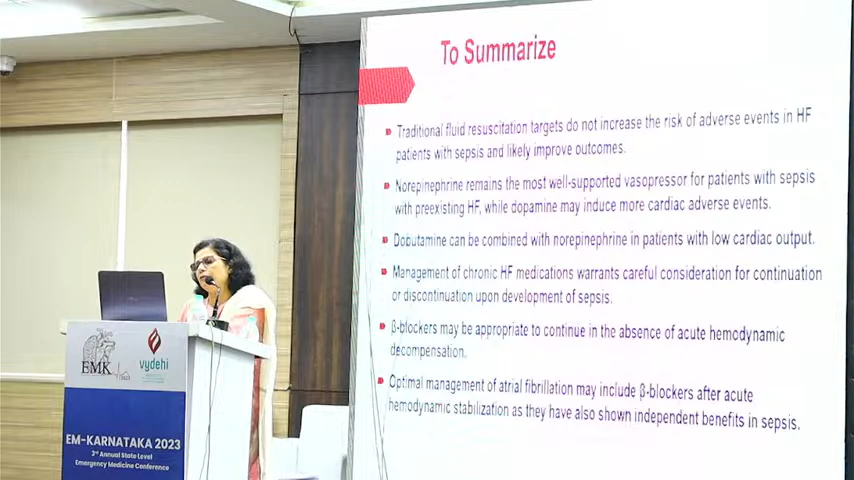 To Summarize
Traditional fluid resuscitation targets do not increase the risk of adverse events in HF
patients with sepsis and likely improve outcomes.
Norepinephrine remains the most well-supported vasopressor for patients with sepsis
with preexisting HF, while dopamine may induce more cardiac adverse events.
Dobutamine can be combined with norepinephrine in patients with low cardiac output.
Management of chronic HF medications warrants careful consideration for continuation
or discontinuation upon development of sepsis.
β-blockers may be appropriate to continue in the absence of acute hemodynamic
decompensation.
Optimal management of atrial fibrillation may include β-blockers after acute
hemodynamic stabilization as they have also shown independent benefits in sepsis.
EMK
2023
vydehi
EM-KARNATAKA 2023
3rd Annual State Level
Emergency Medicine Conference